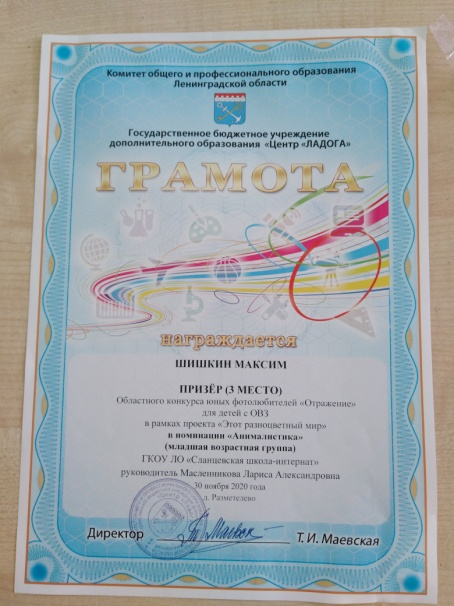 Комитет общего и профессионального образования
Ленинградской области
Государственное бюджетное учреждение
дополнительного образования «Центр «ЛАДОГА»
ГРАМОТА
награждается
ШИШКИН МАКСИМ
ПРИЗЁР (3 МЕСТО)
Областного конкурса юных фотолюбителей «Отражение»
для детей с ОВЗ
в рамках проекта «Этот разноцветный мир»
в номинации «Анималистика»
(младшая возрастная группа)
ГКОУ ЛО «Сланцевская школа-интернат»
руководитель Масленникова Лариса Александровна
30 ноября 2020 года
д. Разметелево
Директор Т. И. Маевская